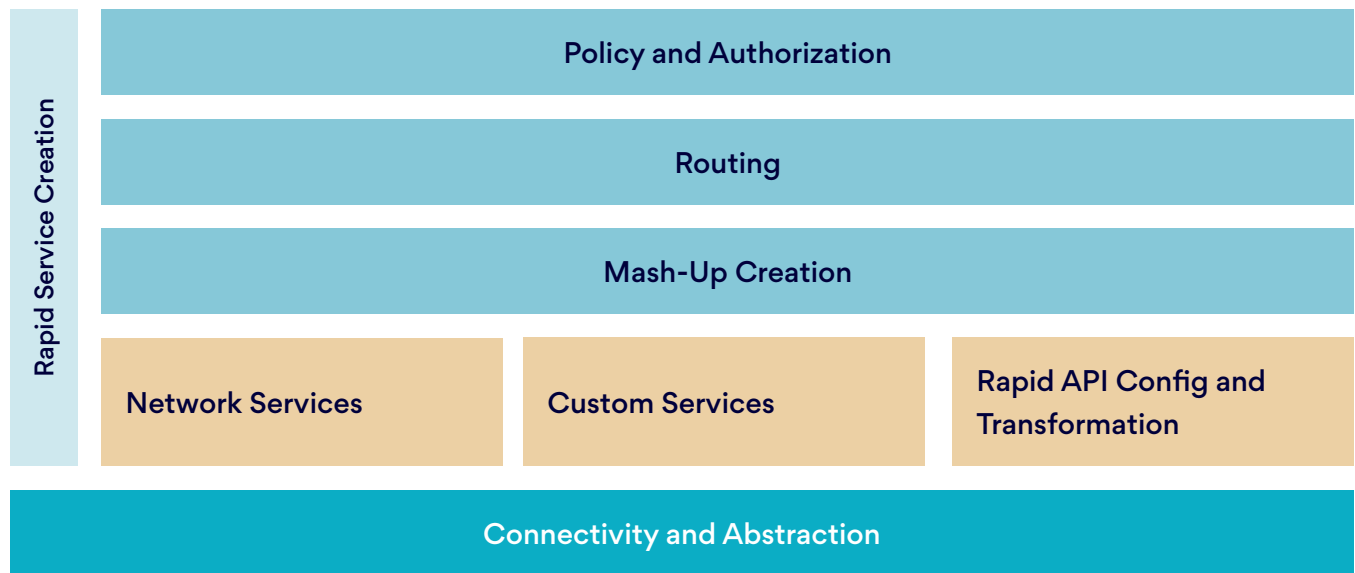 Rapid Service Creation
Policy and Authorization
Routing
Mash-Up Creation
Network Services
Custom Services
Rapid API Config and
Transformation
Connectivity and Abstraction